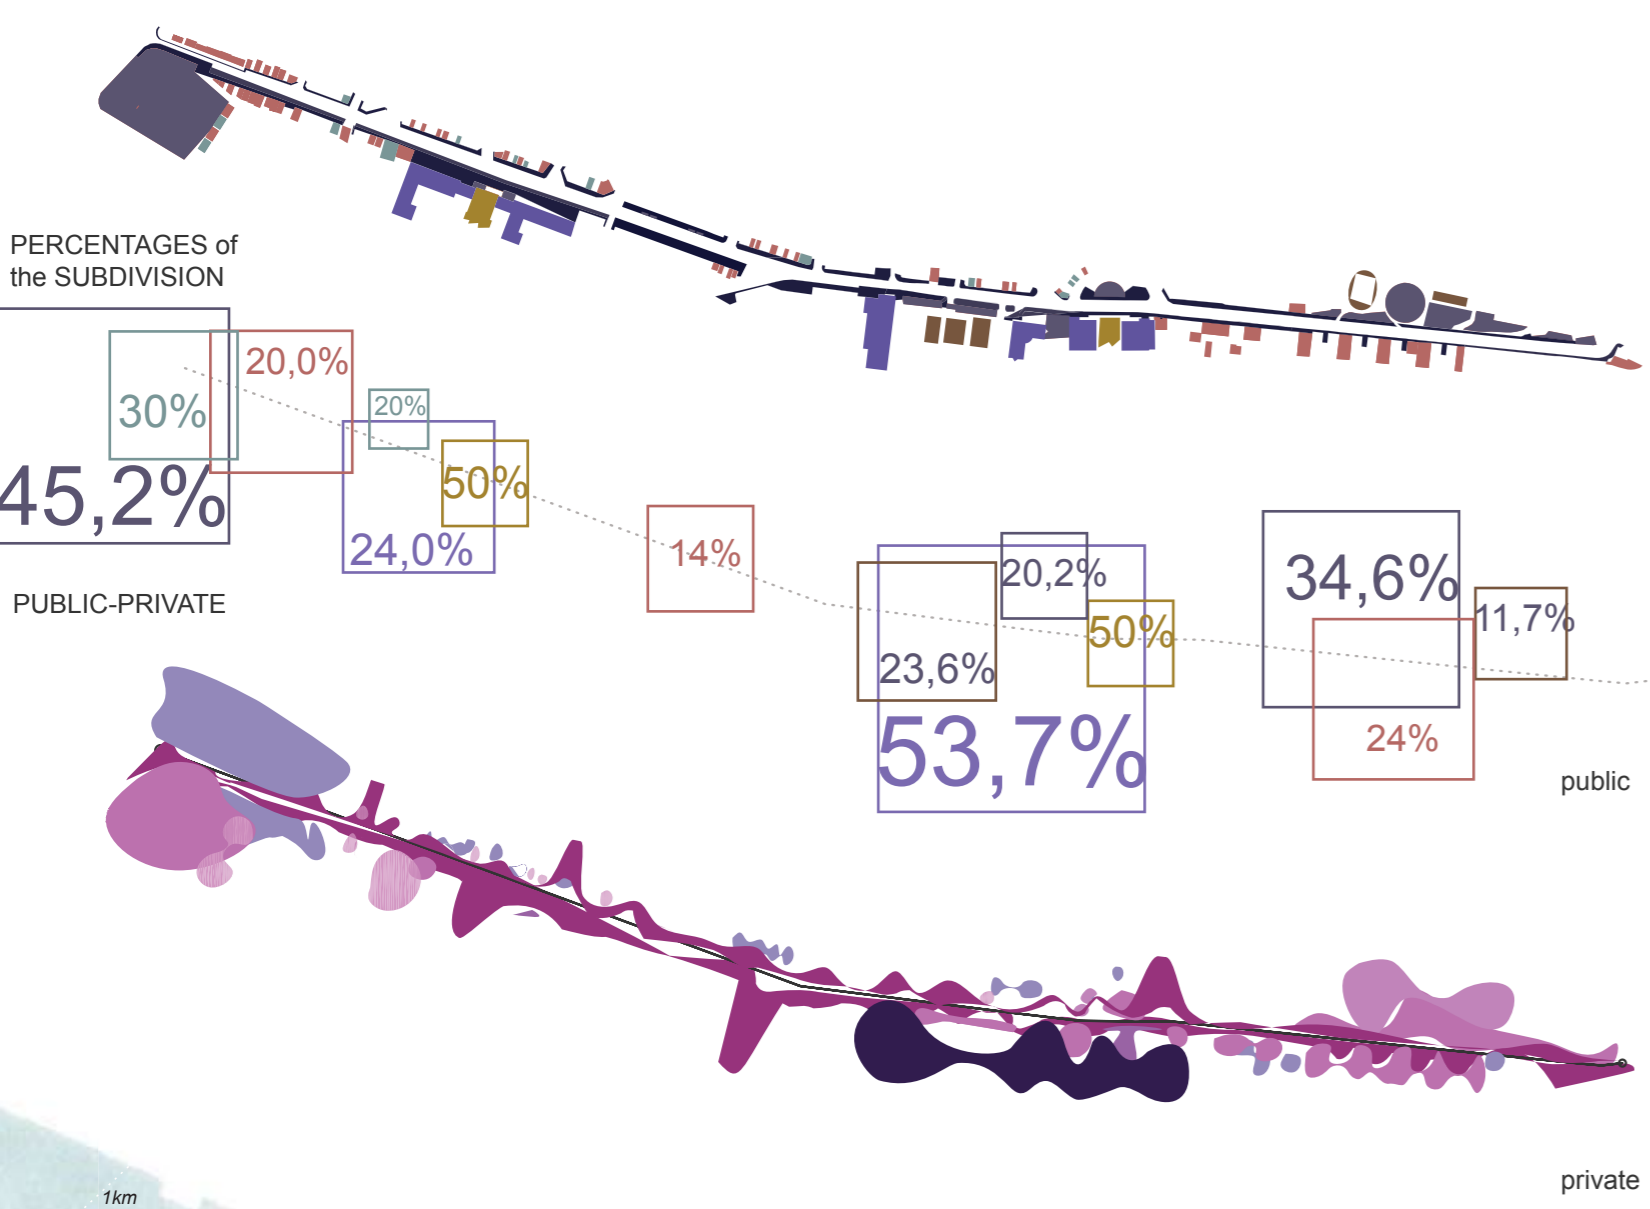 PERCENTAGES of
the SUBDIVISION
20,0%
30%
45,2%
20%
50%
24,0%
14%
20,2%
50%
23,6%
53,7%
34,6%
11,7%
24%
PUBLIC-PRIVATE
public
private
1km